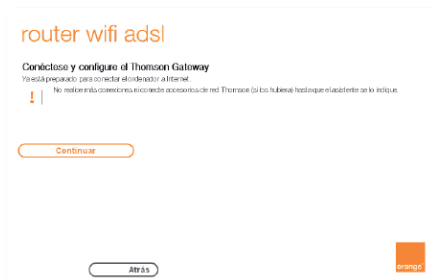 router wifi adsl
Conéctese y configure el Thomson Gateway
Ya está preparado para conectar el ordenador a Internet.
! No realice más conexiones ni conecte accesorios de red Thomson (si los hubiera) hasta que el asistente se lo indique.
Continuar
Atrás
orange